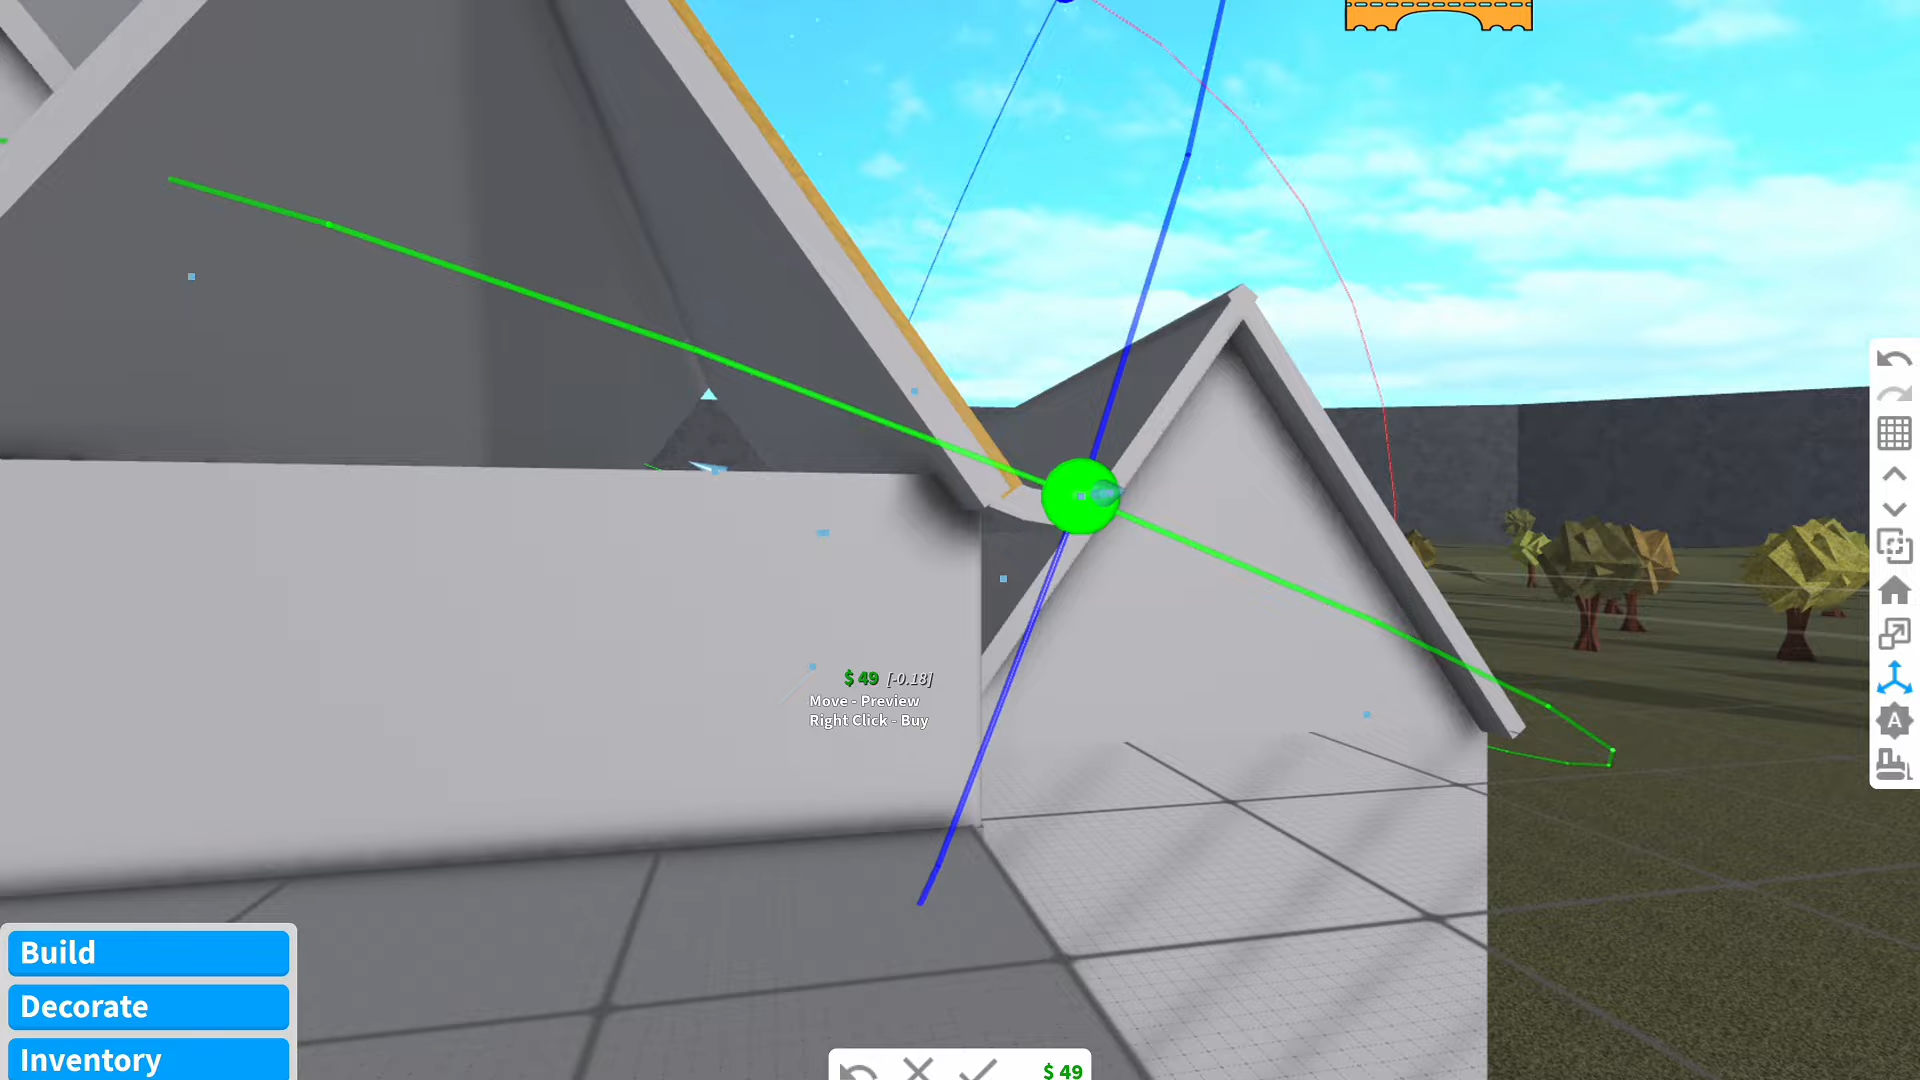 $ 49 [-0.18]
Move - Preview
Right Click - Buy
A
Build
Decorate
Inventory
$ 49